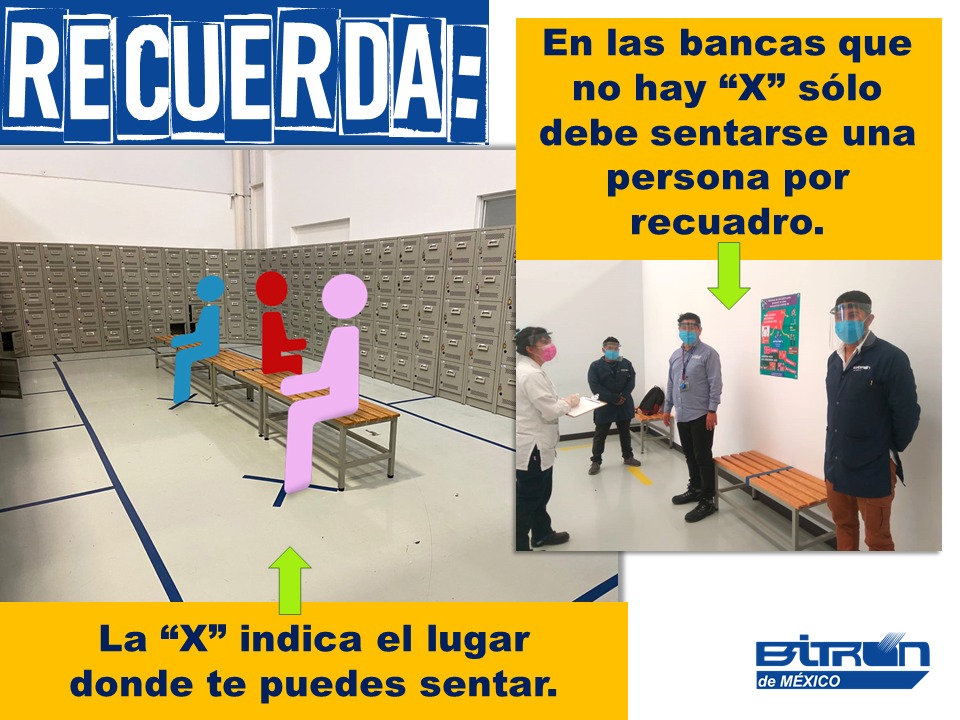 RECUERDA:
En las bancas que
no hay “X” sólo
debe sentarse una
persona por
recuadro.
La “X” indica el lugar
donde te puedes sentar.
BITRON
de MÉXICO